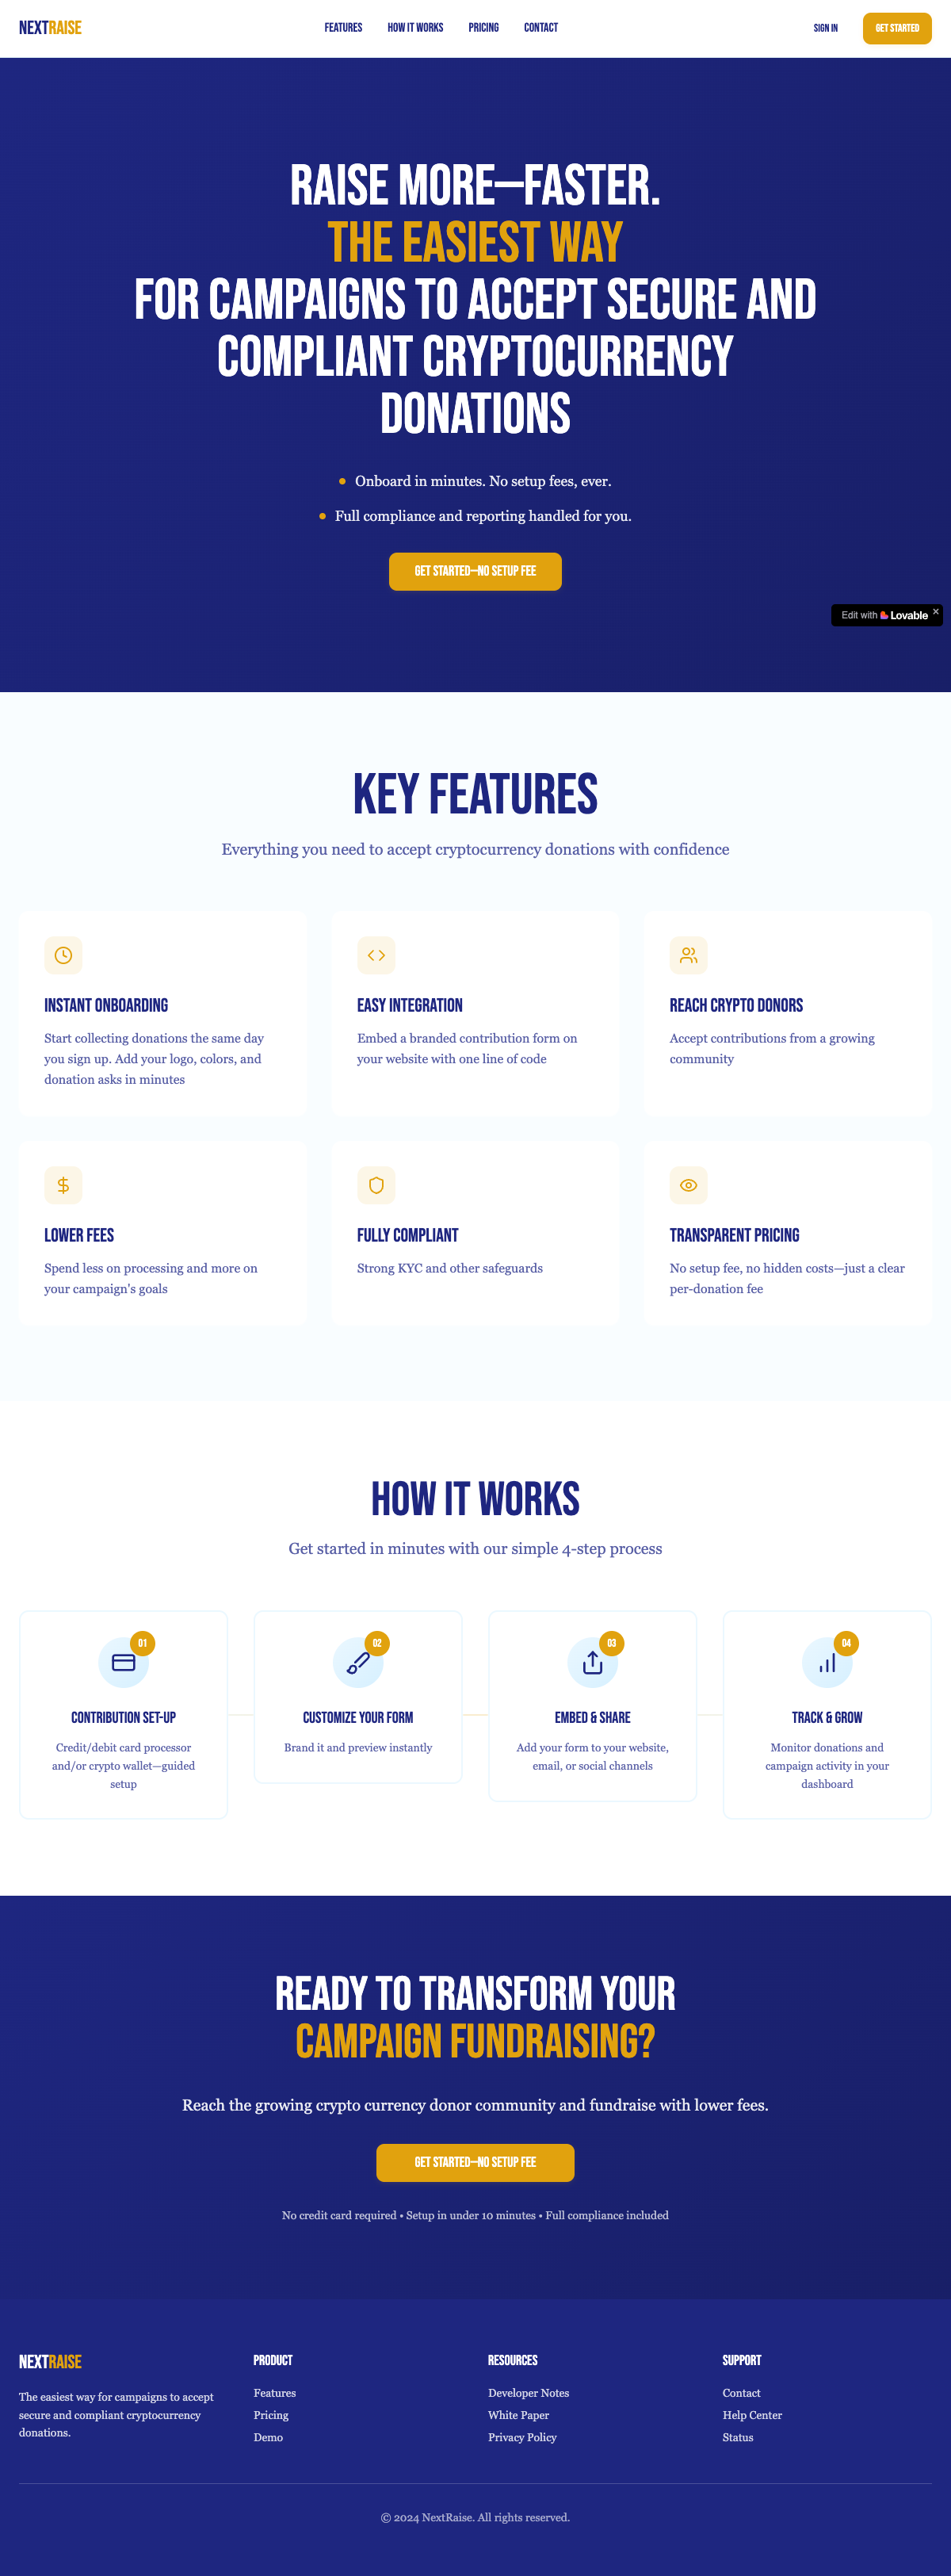 NEXTRAISE
FEATURES
HOW IT WORKS
PRICING
CONTACT
SIGN IN
GET STARTED
RAISE MORE—FASTER.
THE EASIEST WAY
FOR CAMPAIGNS TO ACCEPT SECURE AND
COMPLIANT CRYPTOCURRENCY
DONATIONS
Onboard in minutes. No setup fees, ever.
Full compliance and reporting handled for you.
GET STARTED—NO SETUP FEE
Edit with Lovable ×
KEY FEATURES
Everything you need to accept cryptocurrency donations with confidence
INSTANT ONBOARDING
Start collecting donations the same day
you sign up. Add your logo, colors, and
donation asks in minutes
EASY INTEGRATION
Embed a branded contribution form on
your website with one line of code
REACH CRYPTO DONORS
Accept contributions from a growing
community
LOWER FEES
Spend less on processing and more on
your campaign's goals
FULLY COMPLIANT
Strong KYC and other safeguards
TRANSPARENT PRICING
No setup fee, no hidden costs—just a clear
per-donation fee
HOW IT WORKS
Get started in minutes with our simple 4-step process
01
CONTRIBUTION SET-UP
Credit/debit card processor
and/or crypto wallet—guided
setup
02
CUSTOMIZE YOUR FORM
Brand it and preview instantly
03
EMBED & SHARE
Add your form to your website,
email, or social channels
04
TRACK & GROW
Monitor donations and
campaign activity in your
dashboard
READY TO TRANSFORM YOUR
CAMPAIGN FUNDRAISING?
Reach the growing crypto currency donor community and fundraise with lower fees.
GET STARTED—NO SETUP FEE
No credit card required • Setup in under 10 minutes • Full compliance included
NEXTRAISE
The easiest way for campaigns to accept
secure and compliant cryptocurrency
donations.
PRODUCT
Features
Pricing
Demo
RESOURCES
Developer Notes
White Paper
Privacy Policy
SUPPORT
Contact
Help Center
Status
© 2024 NextRaise. All rights reserved.